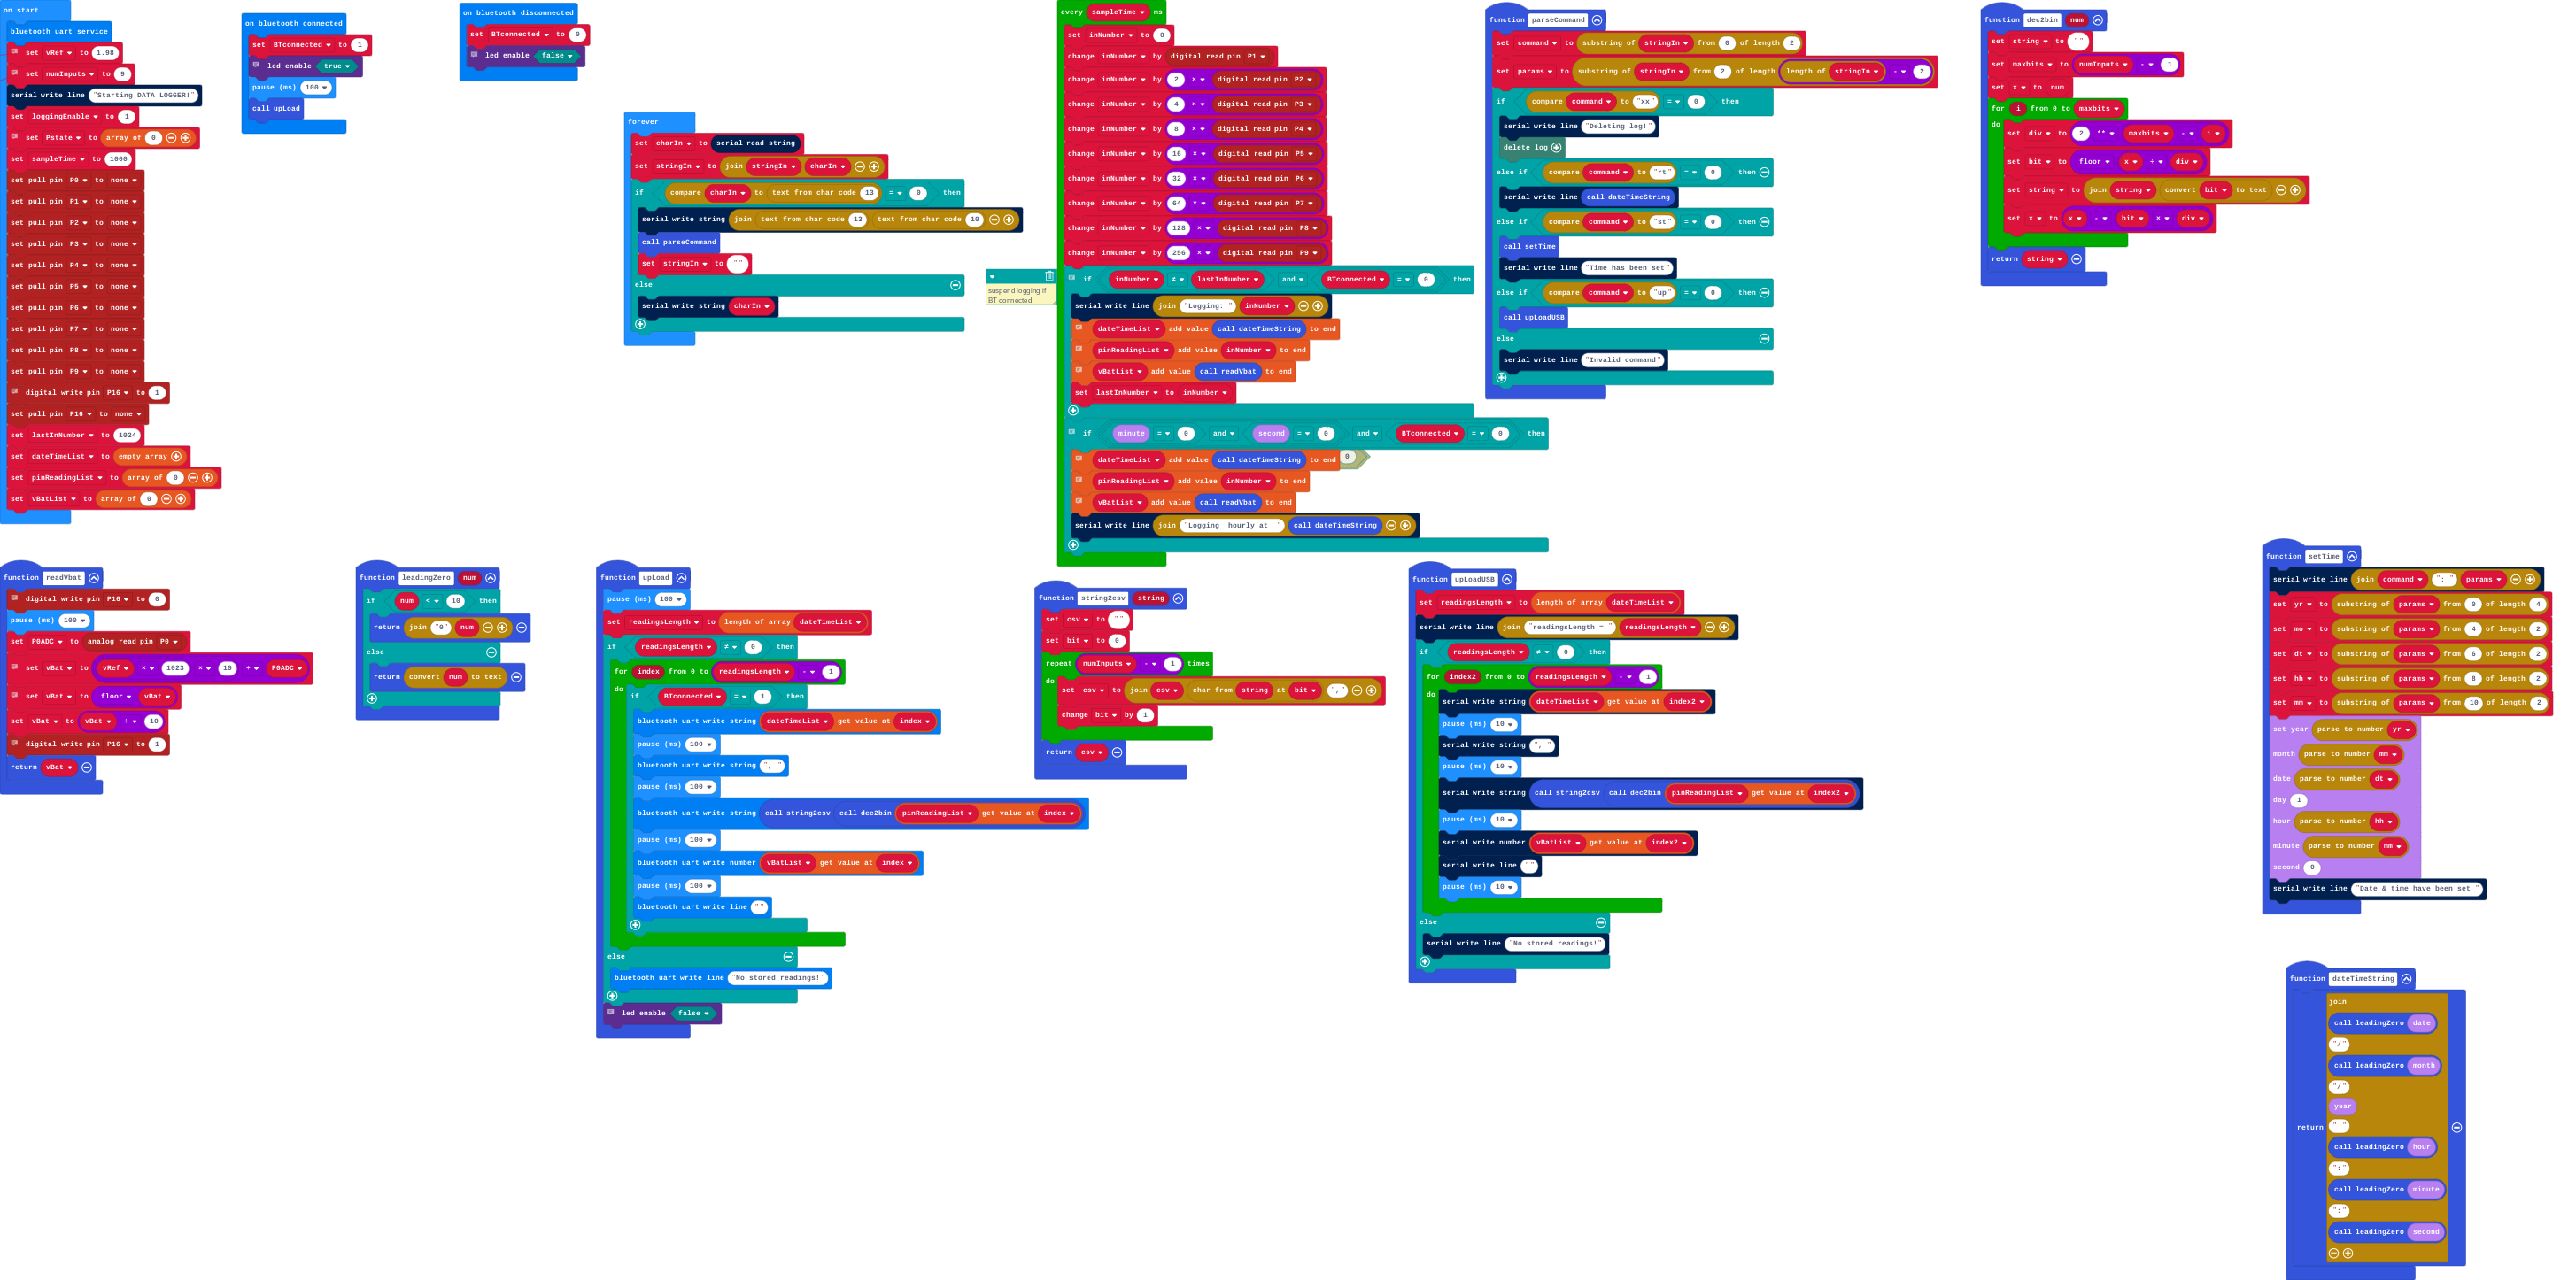 on start
bluetooth uart service
set vRef to 1.98
set numInputs to 9
serial write line "Starting DATA LOGGER!"
set loggingEnable to 1
set Pstate to array of 0
set sampleTime to 1000
set pull pin P0 to none
set pull pin P1 to none
set pull pin P2 to none
set pull pin P3 to none
set pull pin P4 to none
set pull pin P5 to none
set pull pin P6 to none
set pull pin P7 to none
set pull pin P8 to none
set pull pin P9 to none
digital write pin P16 to 1
set pull pin P16 to none
set lastInNumber to 1024
set dateTimeList to empty array
set pinReadingList to array of 0
set vBatList to array of 0
on bluetooth connected
set BTconnected to 1
led enable true
pause (ms) 100
call upLoad
on bluetooth disconnected
set BTconnected to 0
led enable false
forever
set charIn to serial read string
set stringIn to join stringIn charIn
if compare charIn to text from char code 13 = 0 then
serial write string join text from char code 13 text from char code 10
call parseCommand
set stringIn to ""
else
serial write string charIn
suspend logging if
BT connected
every sampleTime ms
set inNumber to 0
change inNumber by digital read pin P1
change inNumber by 2 × digital read pin P2
change inNumber by 4 × digital read pin P3
change inNumber by 8 × digital read pin P4
change inNumber by 16 × digital read pin P5
change inNumber by 32 × digital read pin P6
change inNumber by 64 × digital read pin P7
change inNumber by 128 × digital read pin P8
change inNumber by 256 × digital read pin P9
if inNumber ≠ lastInNumber and BTconnected = 0 then
serial write line join "Logging: " inNumber
dateTimeList add value call dateTimeString to end
pinReadingList add value inNumber to end
vBatList add value call readVbat to end
set lastInNumber to inNumber
if minute = 0 and second = 0 and BTconnected = 0 then
dateTimeList add value call dateTimeString to end 0
pinReadingList add value inNumber to end
vBatList add value call readVbat to end
serial write line join "Logging hourly at " call dateTimeString
function parseCommand
set command to substring of stringIn from 0 of length 2
set params to substring of stringIn from 2 of length length of stringIn - 2
if compare command to "xx" = 0 then
serial write line "Deleting log!"
delete log
else if compare command to "rt" = 0 then
serial write line call dateTimeString
else if compare command to "st" = 0 then
call setTime
serial write line "Time has been set"
else if compare command to "up" = 0 then
call upLoadUSB
else
serial write line "Invalid command"
function dec2bin num
set string to ""
set maxbits to numInputs - 1
set x to num
for i from 0 to maxbits
do
set div to 2 ** maxbits - i
set bit to floor x ÷ div
set string to join string convert bit to text
set x to x - bit × div
return string
function readVbat
digital write pin P16 to 0
pause (ms) 100
set P0ADC to analog read pin P0
set vBat to vRef × 1023 × 10 ÷ P0ADC
set vBat to floor vBat
set vBat to vBat ÷ 10
digital write pin P16 to 1
return vBat
function leadingZero num
if num < 10 then
return join "0" num
else
return convert num to text
function upLoad
pause (ms) 100
set readingsLength to length of array dateTimeList
if readingsLength ≠ 0 then
for index from 0 to readingsLength - 1
do
if BTconnected = 1 then
bluetooth uart write string dateTimeList get value at index
pause (ms) 100
bluetooth uart write string ", "
pause (ms) 100
bluetooth uart write string call string2csv call dec2bin pinReadingList get value at index
pause (ms) 100
bluetooth uart write number vBatList get value at index
pause (ms) 100
bluetooth uart write line ""
else
bluetooth uart write line "No stored readings!"
led enable false
function string2csv string
set csv to ""
set bit to 0
repeat numInputs - 1 times
do
set csv to join csv char from string at bit ","
change bit by 1
return csv
function upLoadUSB
set readingsLength to length of array dateTimeList
serial write line join "readingsLength = " readingsLength
if readingsLength ≠ 0 then
for index2 from 0 to readingsLength - 1
do
serial write string dateTimeList get value at index2
pause (ms) 10
serial write string ", "
pause (ms) 10
serial write string call string2csv call dec2bin pinReadingList get value at index2
pause (ms) 10
serial write number vBatList get value at index2
serial write line ""
pause (ms) 10
else
serial write line "No stored readings!"
function setTime
serial write line join command ": " params
set yr to substring of params from 0 of length 4
set mo to substring of params from 4 of length 2
set dt to substring of params from 6 of length 2
set hh to substring of params from 8 of length 2
set mm to substring of params from 10 of length 2
set year parse to number yr
month parse to number mm
date parse to number dt
day 1
hour parse to number hh
minute parse to number mm
second 0
serial write line "Date & time have been set "
function dateTimeString
return
join
call leadingZero date
"/"
call leadingZero month
"/"
year
" "
call leadingZero hour
":"
call leadingZero minute
":"
call leadingZero second